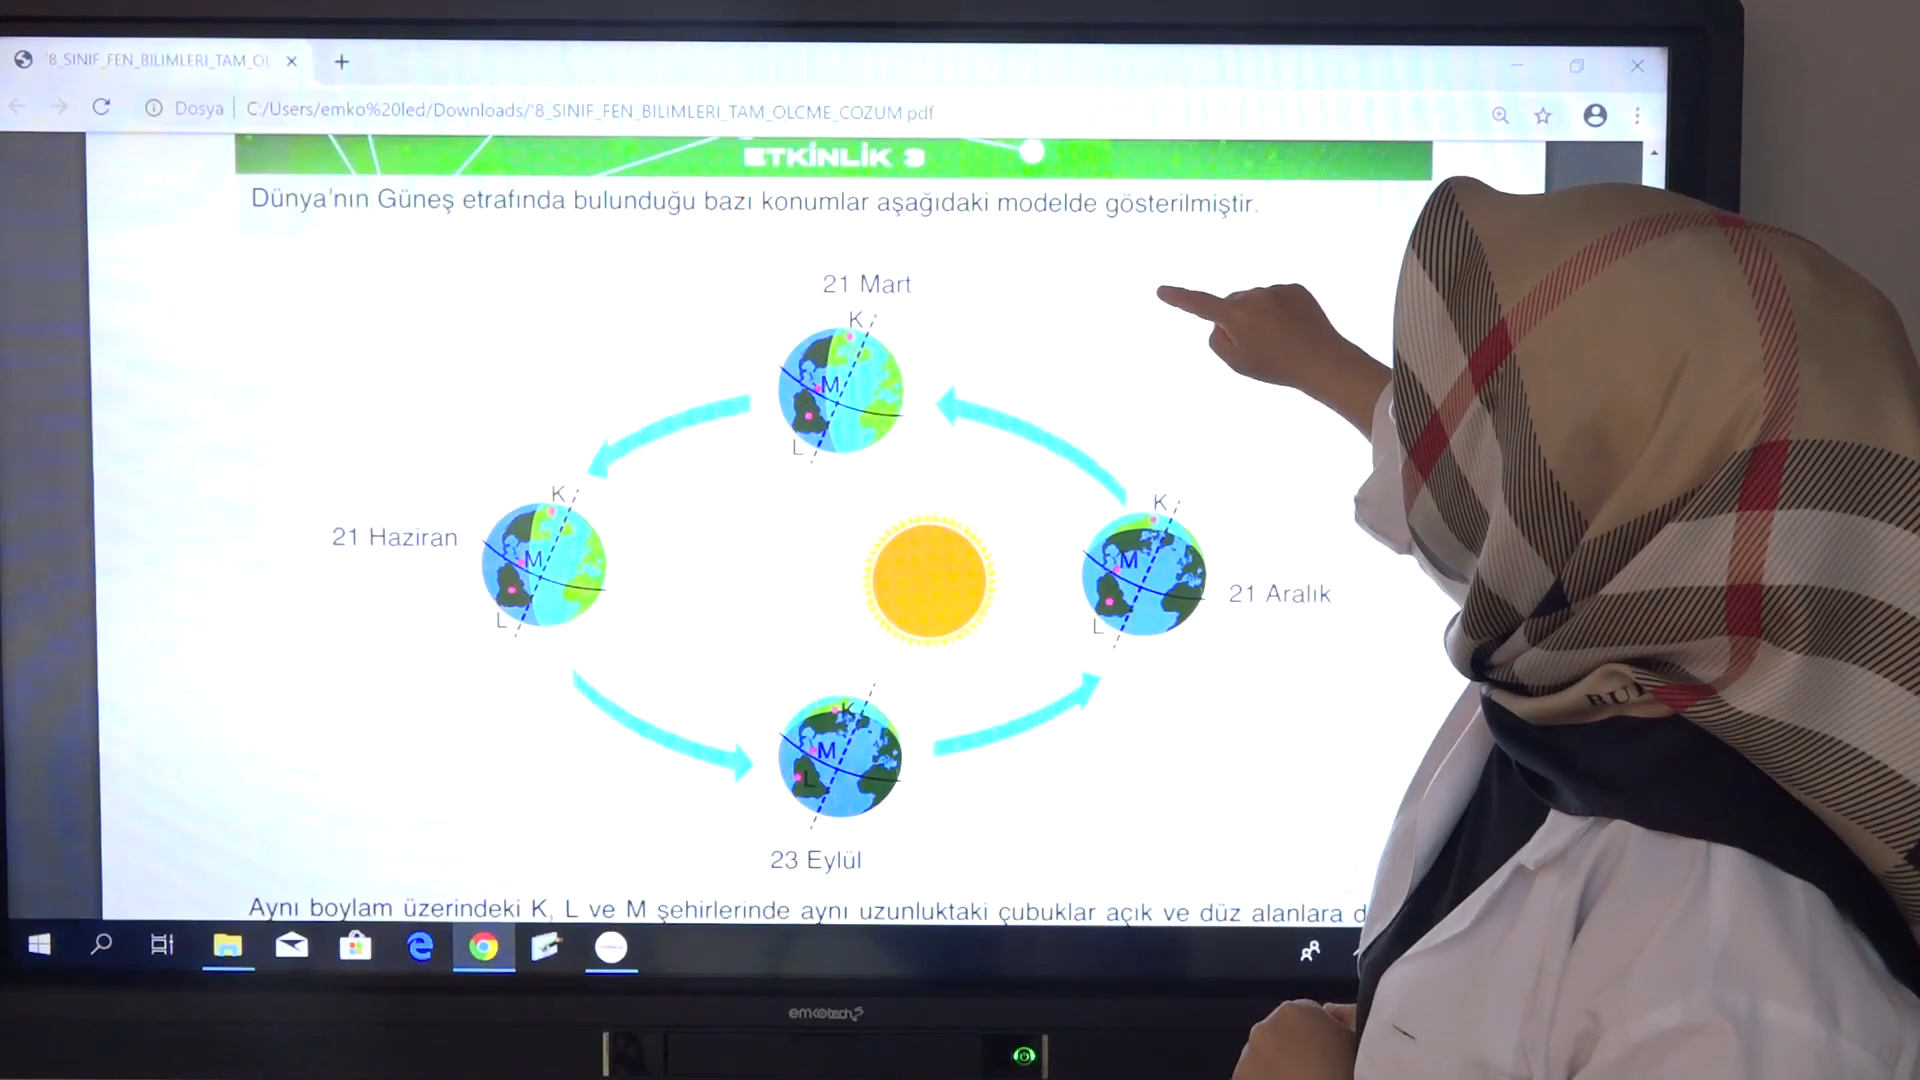 '8_SINIF_FEN_BILIMLERI_TAM_OL
Dosya
C:/Users/emko%20led/Downloads/'8_SINIF_FEN_BILIMLERI_TAM_OLCME_COZUM.pdf
ETKİNLİK 3
Dünya'nın Güneş etrafında bulunduğu bazı konumlar aşağıdaki modelde gösterilmiştir.
21 Mart
K
M
L
K
21 Haziran
M
L
K
M
21 Aralık
L
K
M
L
23 Eylül
Aynı boylam üzerindeki K, L ve M şehirlerinde aynı uzunluktaki çubuklar açık ve düz alanlara d
emkotech